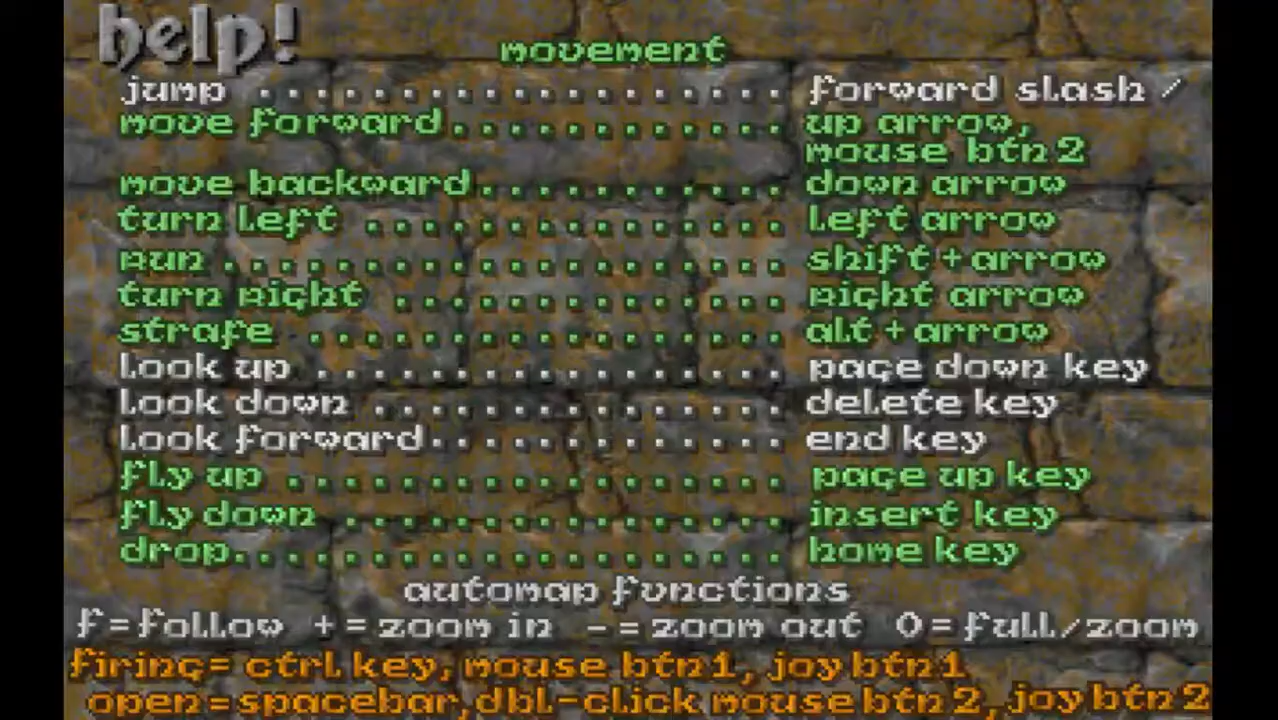 help!
movement
jump .................. forward slash /
move forward............ up arrow,
mouse btn 2
move backward........... down arrow
turn left ............... left arrow
run .................... shift + arrow
turn right .............. right arrow
strafe ................. alt + arrow
look up ................. page down key
look down ............... delete key
look forward............. end key
fly up .................. page up key
fly down ................ insert key
drop.................... home key
automap functions
f = follow + = zoom in - = zoom out 0 = full/zoom
firing = ctrl key, mouse btn1, joy btn1
open = spacebar, dbl-click mouse btn 2, joy btn 2